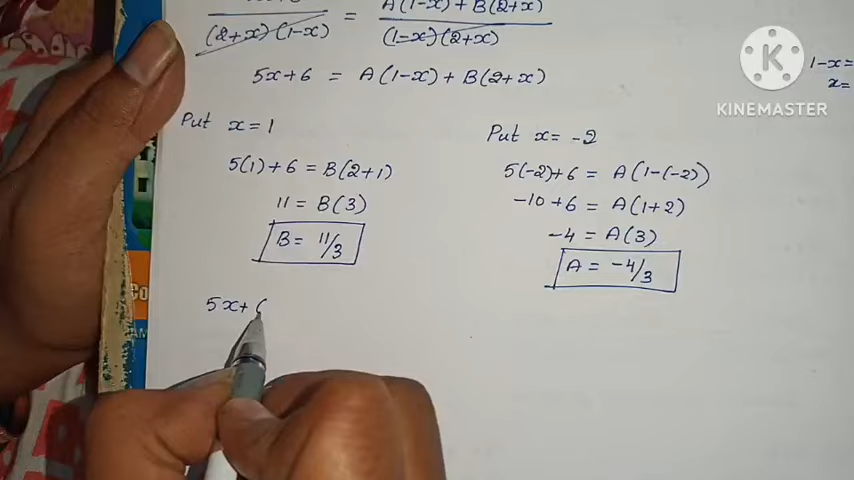 = A(1-x) + B(2+x)
(2+x)(1-x) (1-x)(2+x)
5x+6 = A(1-x) + B(2+x)
1-x=
x=
KINEMASTER
Put x=1
5(1)+6 = B(2+1)
11 = B(3)
B = 11/3
Put x= -2
5(-2)+6 = A(1-(-2))
-10+6 = A(1+2)
-4 = A(3)
A = -4/3
5x+